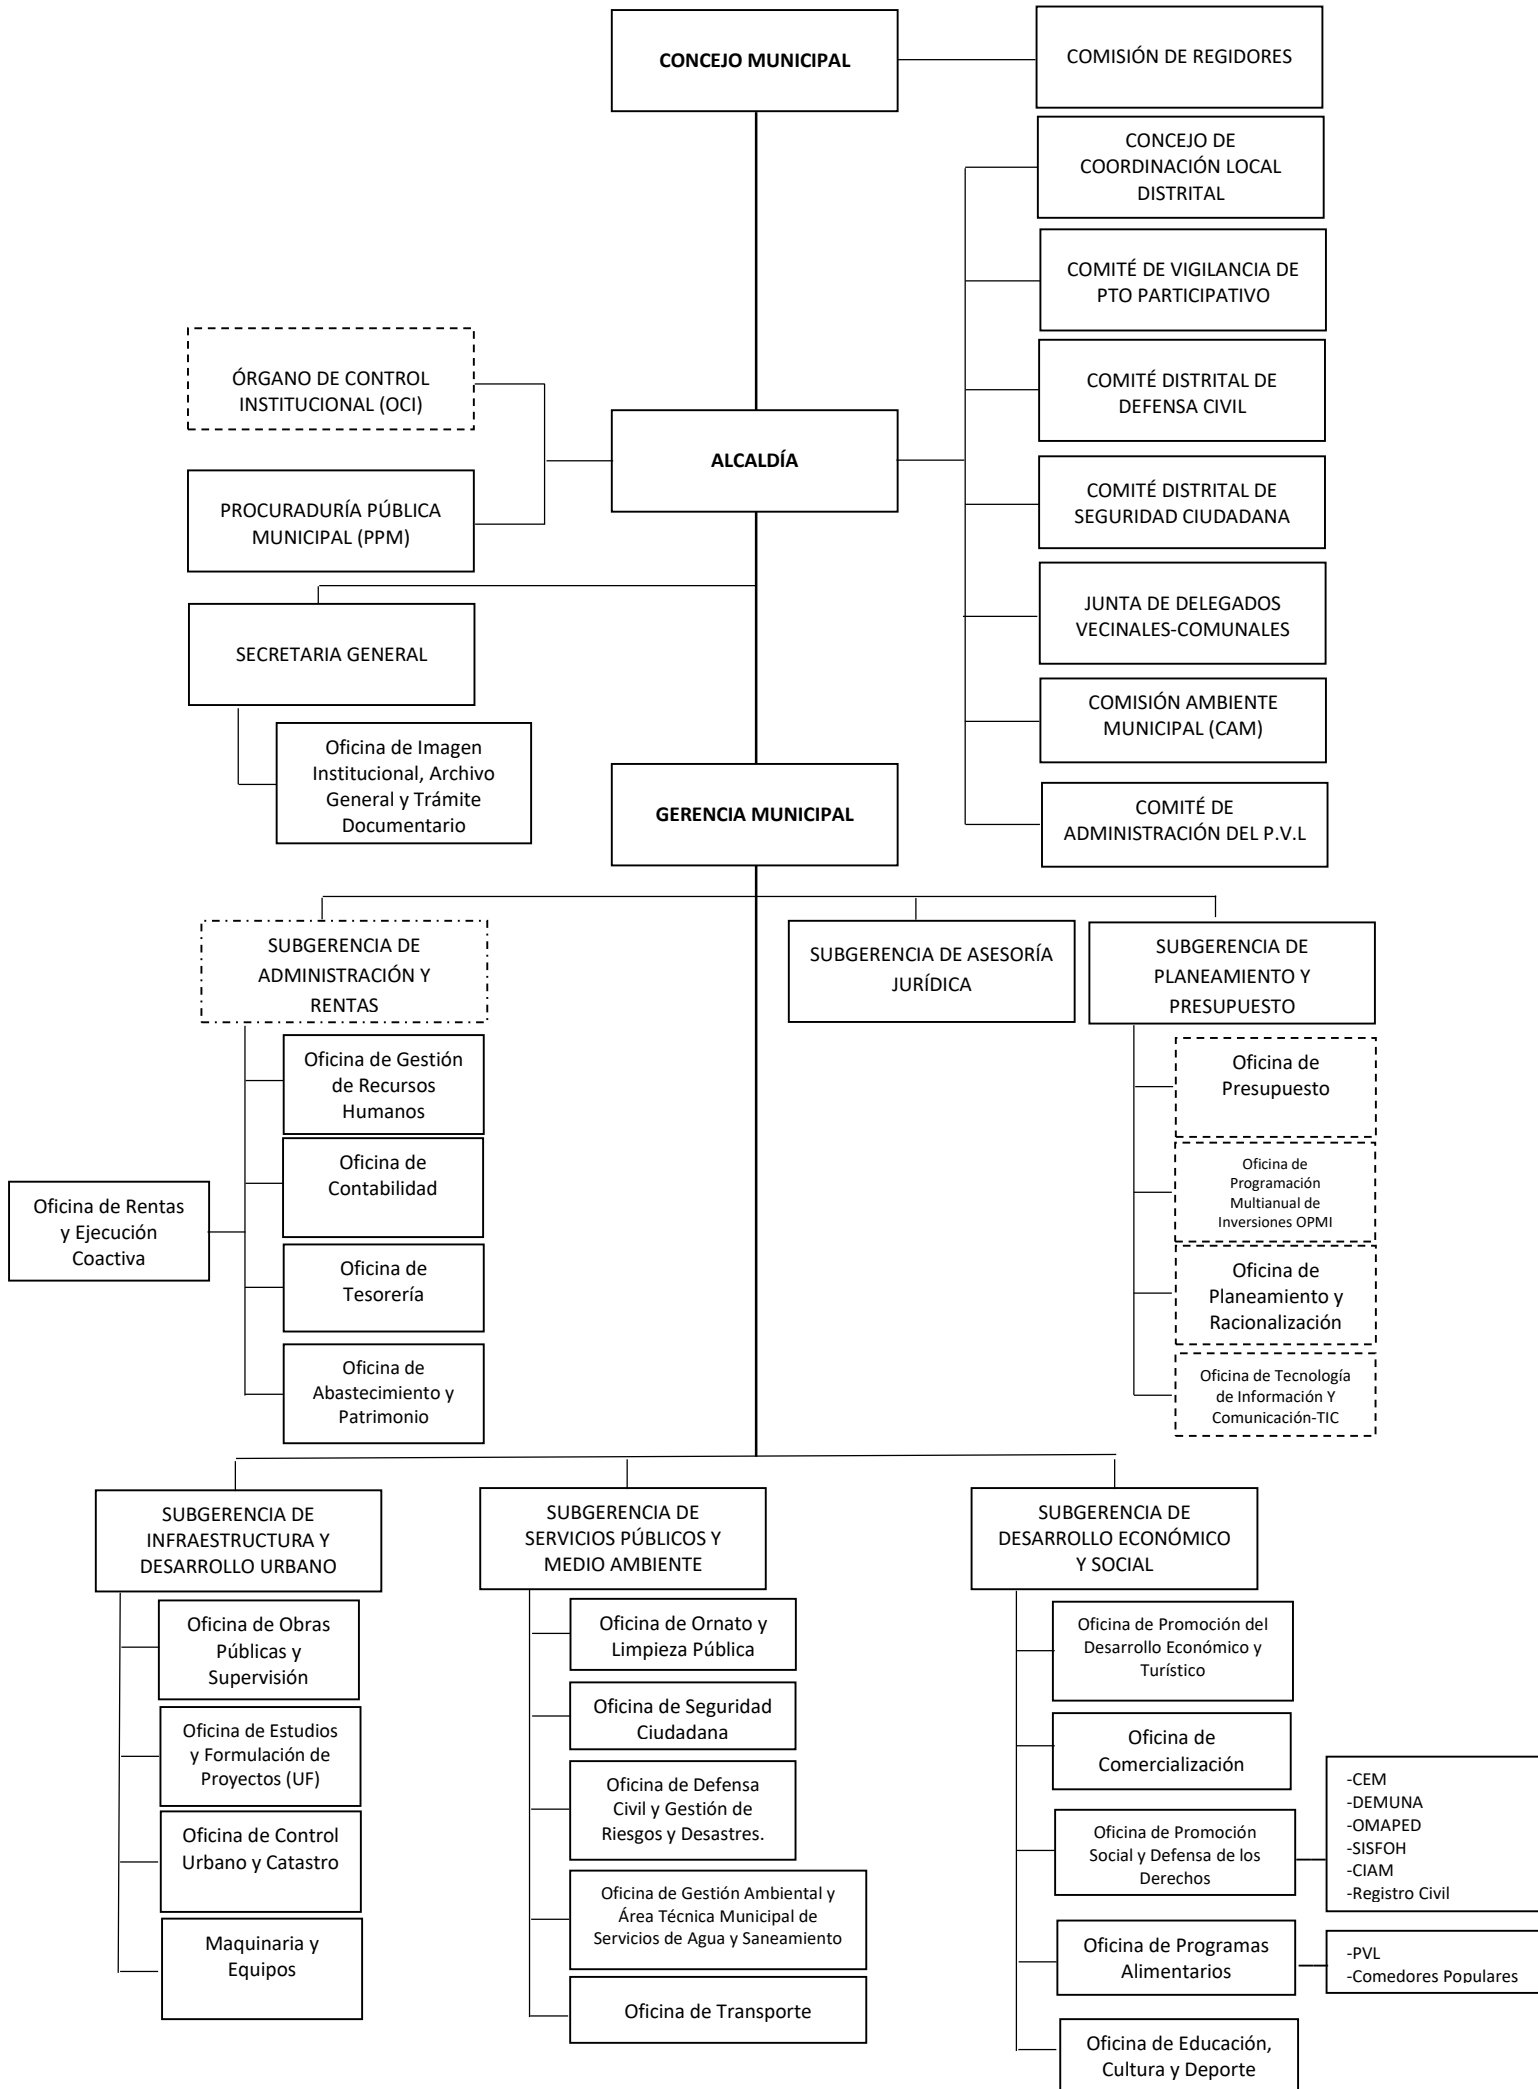 CONCEJO MUNICIPAL
COMISIÓN DE REGIDORES
CONCEJO DE
COORDINACIÓN LOCAL
DISTRITAL
COMITÉ DE VIGILANCIA DE
PTO PARTICIPATIVO
COMITÉ DISTRITAL DE
DEFENSA CIVIL
COMITÉ DISTRITAL DE
SEGURIDAD CIUDADANA
JUNTA DE DELEGADOS
VECINALES-COMUNALES
COMISIÓN AMBIENTE
MUNICIPAL (CAM)
COMITÉ DE
ADMINISTRACIÓN DEL P.V.L
ÓRGANO DE CONTROL
INSTITUCIONAL (OCI)
PROCURADURÍA PÚBLICA
MUNICIPAL (PPM)
ALCALDÍA
SECRETARIA GENERAL
Oficina de Imagen
Institucional, Archivo
General y Trámite
Documentario
GERENCIA MUNICIPAL
SUBGERENCIA DE
ADMINISTRACIÓN Y
RENTAS
Oficina de Gestión
de Recursos
Humanos
Oficina de
Contabilidad
Oficina de Rentas
y Ejecución
Coactiva
Oficina de
Tesorería
Oficina de
Abastecimiento y
Patrimonio
SUBGERENCIA DE ASESORÍA
JURÍDICA
SUBGERENCIA DE
PLANEAMIENTO Y
PRESUPUESTO
Oficina de
Presupuesto
Oficina de
Programación
Multianual de
Inversiones OPMI
Oficina de
Planeamiento y
Racionalización
Oficina de Tecnología
de Información Y
Comunicación-TIC
SUBGERENCIA DE
INFRAESTRUCTURA Y
DESARROLLO URBANO
Oficina de Obras
Públicas y
Supervisión
Oficina de Estudios
y Formulación de
Proyectos (UF)
Oficina de Control
Urbano y Catastro
Maquinaria y
Equipos
SUBGERENCIA DE
SERVICIOS PÚBLICOS Y
MEDIO AMBIENTE
Oficina de Ornato y
Limpieza Pública
Oficina de Seguridad
Ciudadana
Oficina de Defensa
Civil y Gestión de
Riesgos y Desastres.
Oficina de Gestión Ambiental y
Área Técnica Municipal de
Servicios de Agua y Saneamiento
Oficina de Transporte
SUBGERENCIA DE
DESARROLLO ECONÓMICO
Y SOCIAL
Oficina de Promoción del
Desarrollo Económico y
Turístico
Oficina de
Comercialización
Oficina de Promoción
Social y Defensa de los
Derechos
-CEM
-DEMUNA
-OMAPED
-SISFOH
-CIAM
-Registro Civil
Oficina de Programas
Alimentarios
-PVL
-Comedores Populares
Oficina de Educación,
Cultura y Deporte